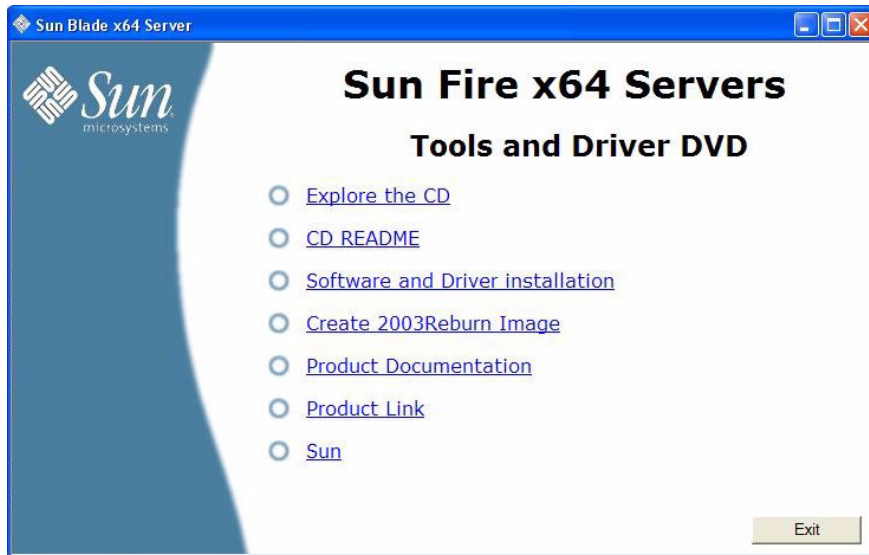 Sun Blade x64 Server
Sun
microsystems
Sun Fire x64 Servers
Tools and Driver DVD
Explore the CD
CD README
Software and Driver installation
Create 2003Reburn Image
Product Documentation
Product Link
Sun
Exit